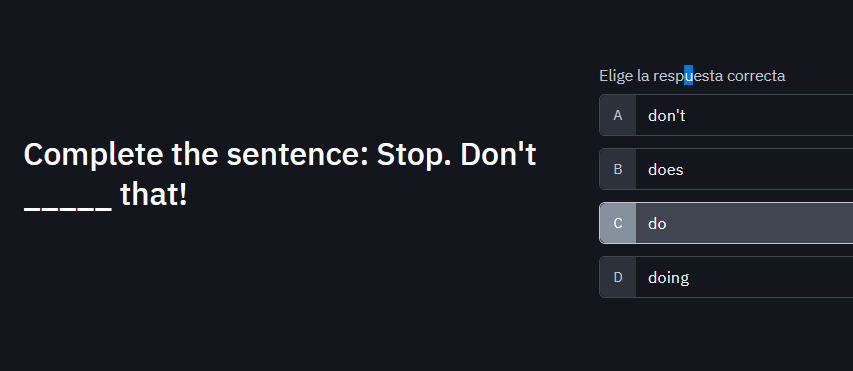 Complete the sentence: Stop. Don't
_____ that!
Elige la respuesta correcta
A don't
B does
C do
D doing